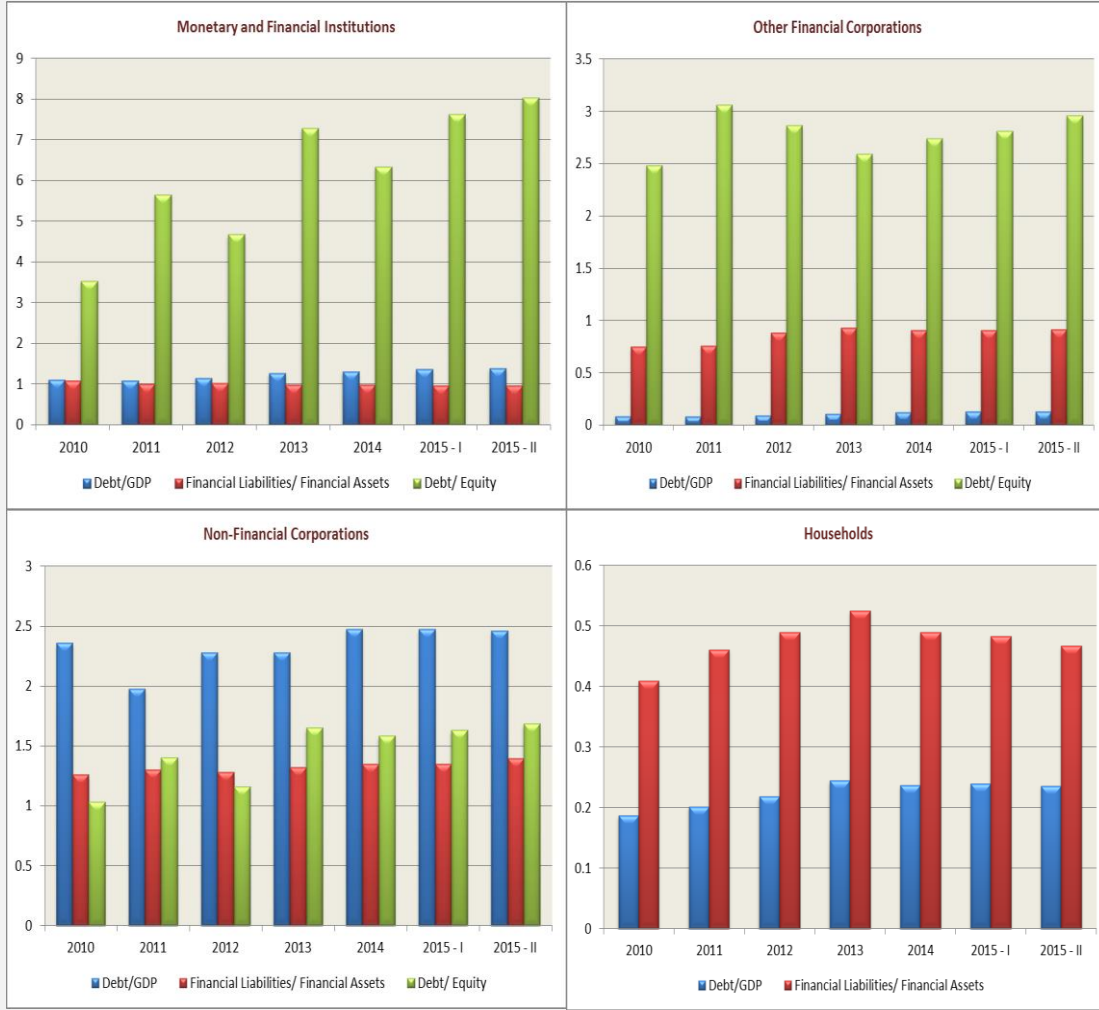 Monetary and Financial Institutions
9
8
7
6
5
4
3
2
1
0
2010 2011 2012 2013 2014 2015 - I 2015 - II
Debt/GDP Financial Liabilities/ Financial Assets Debt/ Equity
Other Financial Corporations
3.5
3
2.5
2
1.5
1
0.5
0
2010 2011 2012 2013 2014 2015 - I 2015 - II
Debt/GDP Financial Liabilities/ Financial Assets Debt/ Equity
Non-Financial Corporations
3
2.5
2
1.5
1
0.5
0
2010 2011 2012 2013 2014 2015 - I 2015 - II
Debt/GDP Financial Liabilities/ Financial Assets Debt/ Equity
Households
0.6
0.5
0.4
0.3
0.2
0.1
0
2010 2011 2012 2013 2014 2015 - I 2015 - II
Debt/GDP Financial Liabilities/ Financial Assets